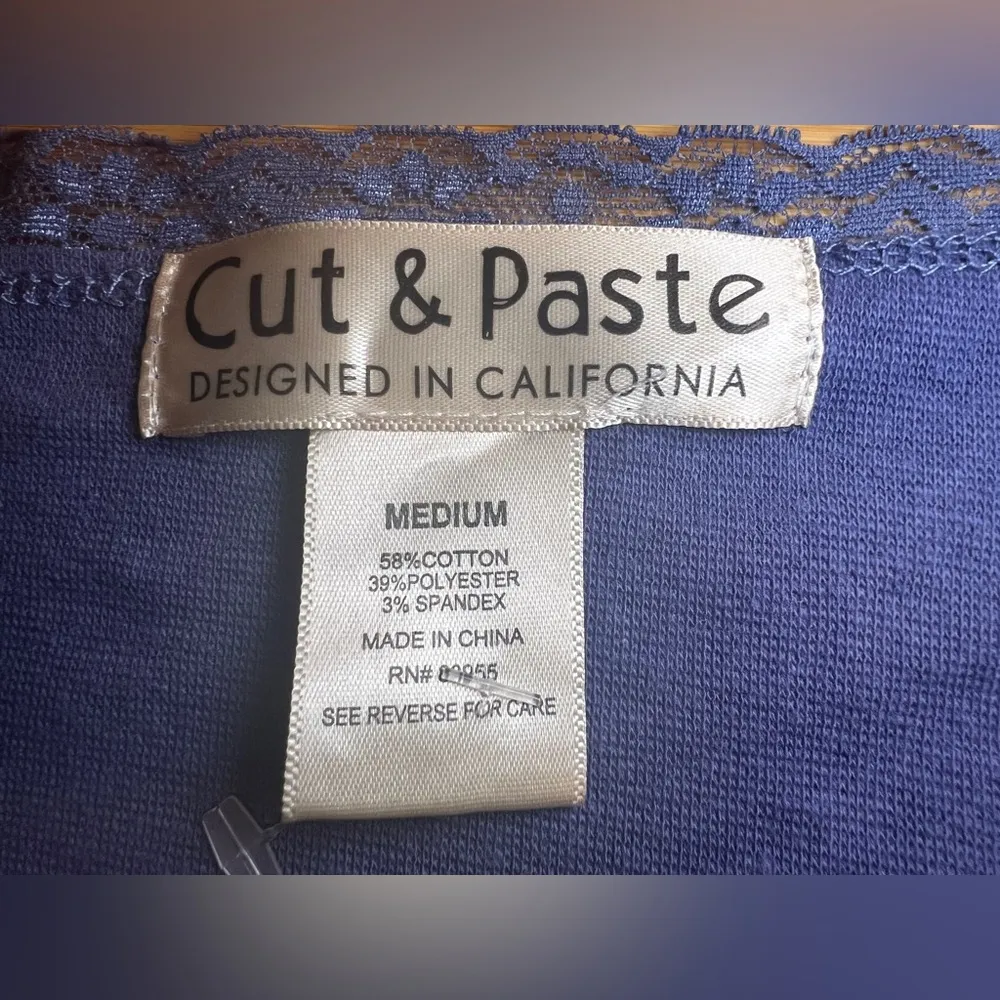 Cut & Paste
DESIGNED IN CALIFORNIA
MEDIUM
58%COTTON
39%POLYESTER
3% SPANDEX
MADE IN CHINA
RN#
SEE REVERSE FOR CARE